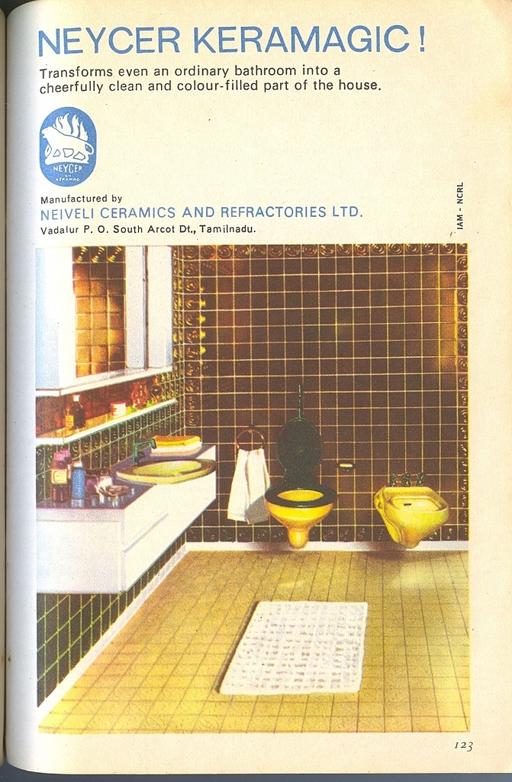 NEYCER KERAMAGIC!
Transforms even an ordinary bathroom into a
cheerfully clean and colour-filled part of the house.
NEYCER
Manufactured by
NEIVELI CERAMICS AND REFRACTORIES LTD.
Vadalur P. O. South Arcot Dt., Tamilnadu.
IAM - NCRL
123